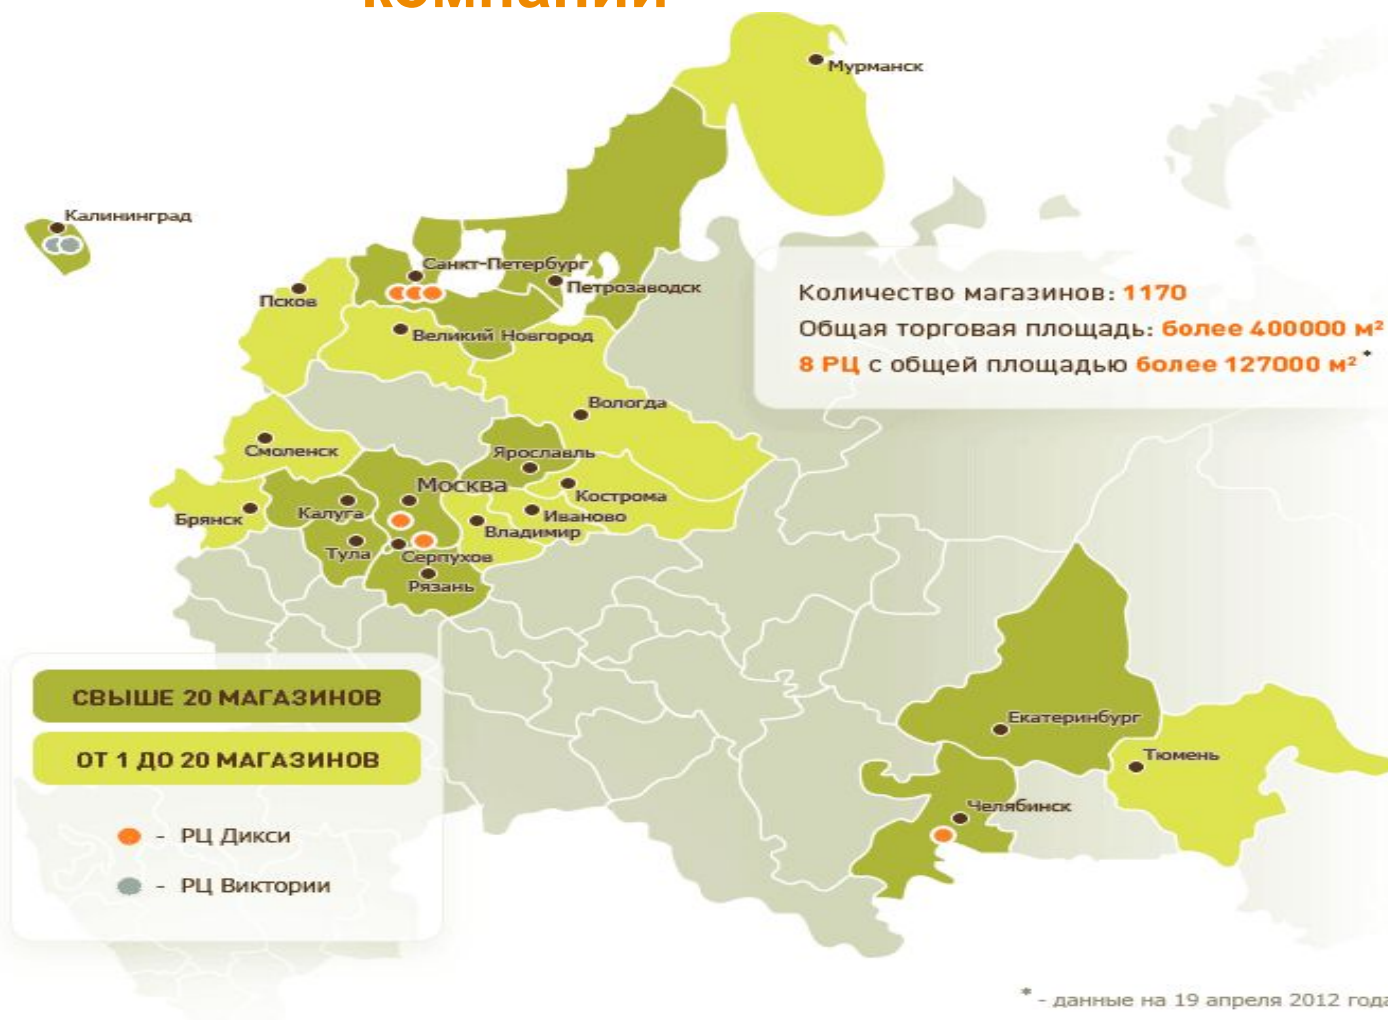 компании
Мурманск
Калининград
Санкт-Петербург
Петрозаводск
Псков
Великий Новгород
Количество магазинов: 1170
Общая торговая площадь: более 400000 м²
8 РЦ с общей площадью более 127000 м² *
Вологда
Смоленск
Ярославль
Москва
Кострома
Калуга
Иваново
Брянск
Владимир
Тула
Серпухов
Рязань
СВЫШЕ 20 МАГАЗИНОВ
ОТ 1 ДО 20 МАГАЗИНОВ
- РЦ Дикси
- РЦ Виктории
Екатеринбург
Тюмень
Челябинск
* - данные на 19 апреля 2012 года